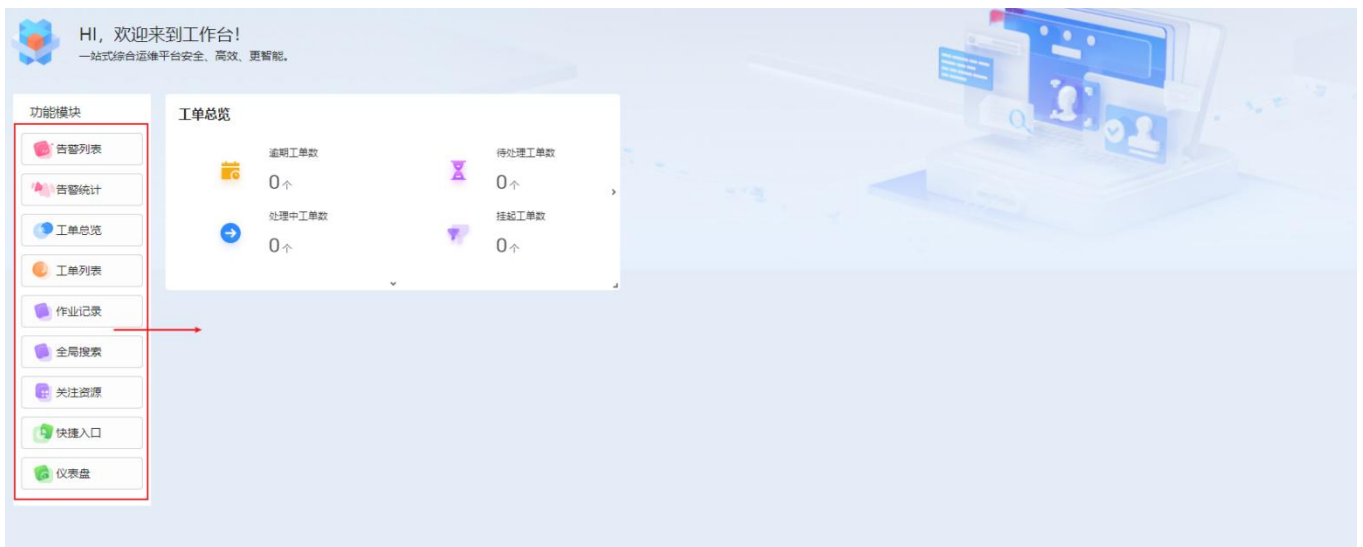 HI，欢迎来到工作台！
一站式综合运维平台安全、高效、更智能。
功能模块
告警列表
告警统计
工单总览
工单列表
作业记录
全局搜索
关注资源
快捷入口
仪表盘
工单总览
逾期工单数
0个
待处理工单数
0个
处理中工单数
0个
挂起工单数
0个